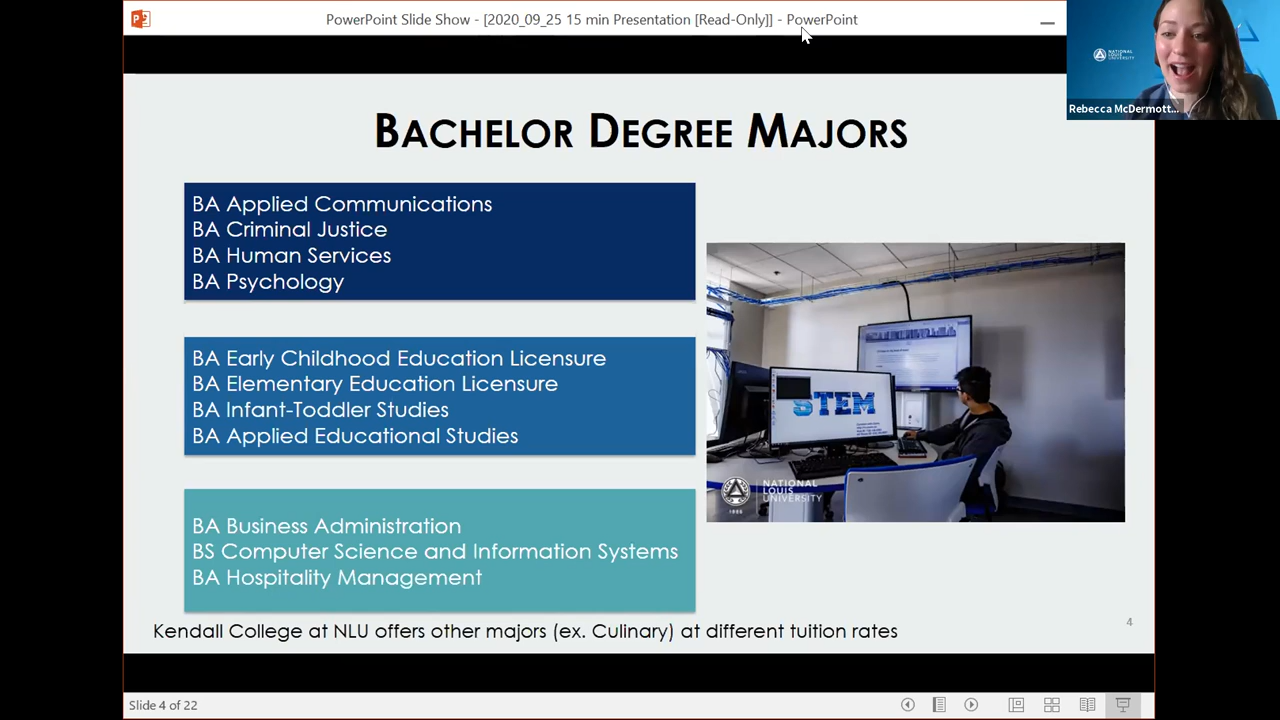 PowerPoint Slide Show - [2020_09_25 15 min Presentation [Read-Only]] - PowerPoint
NATIONAL
LOUIS
UNIVERSITY
Rebecca McDermott...
BACHELOR DEGREE MAJORS
BA Applied Communications
BA Criminal Justice
BA Human Services
BA Psychology
BA Early Childhood Education Licensure
BA Elementary Education Licensure
BA Infant-Toddler Studies
BA Applied Educational Studies
STEM
NATIONAL
LOUIS
UNIVERSITY
1886
BA Business Administration
BS Computer Science and Information Systems
BA Hospitality Management
Kendall College at NLU offers other majors (ex. Culinary) at different tuition rates
4
Slide 4 of 22